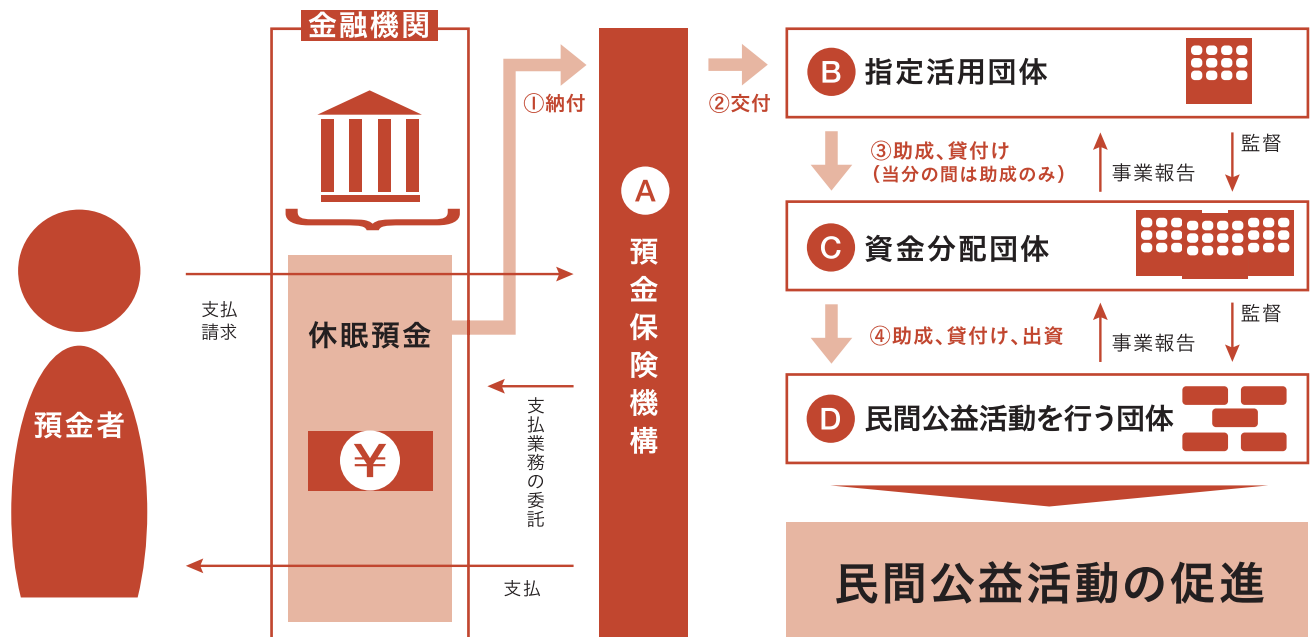 金融機関
休眠預金
¥
預金者
支払
請求
①納付
支払業務の委託
支払
A
預金保険機構
②交付
B 指定活用団体
③助成、貸付け
(当分の間は助成のみ)
事業報告
監督
C 資金分配団体
④助成、貸付け、出資
事業報告
監督
D 民間公益活動を行う団体
民間公益活動の促進